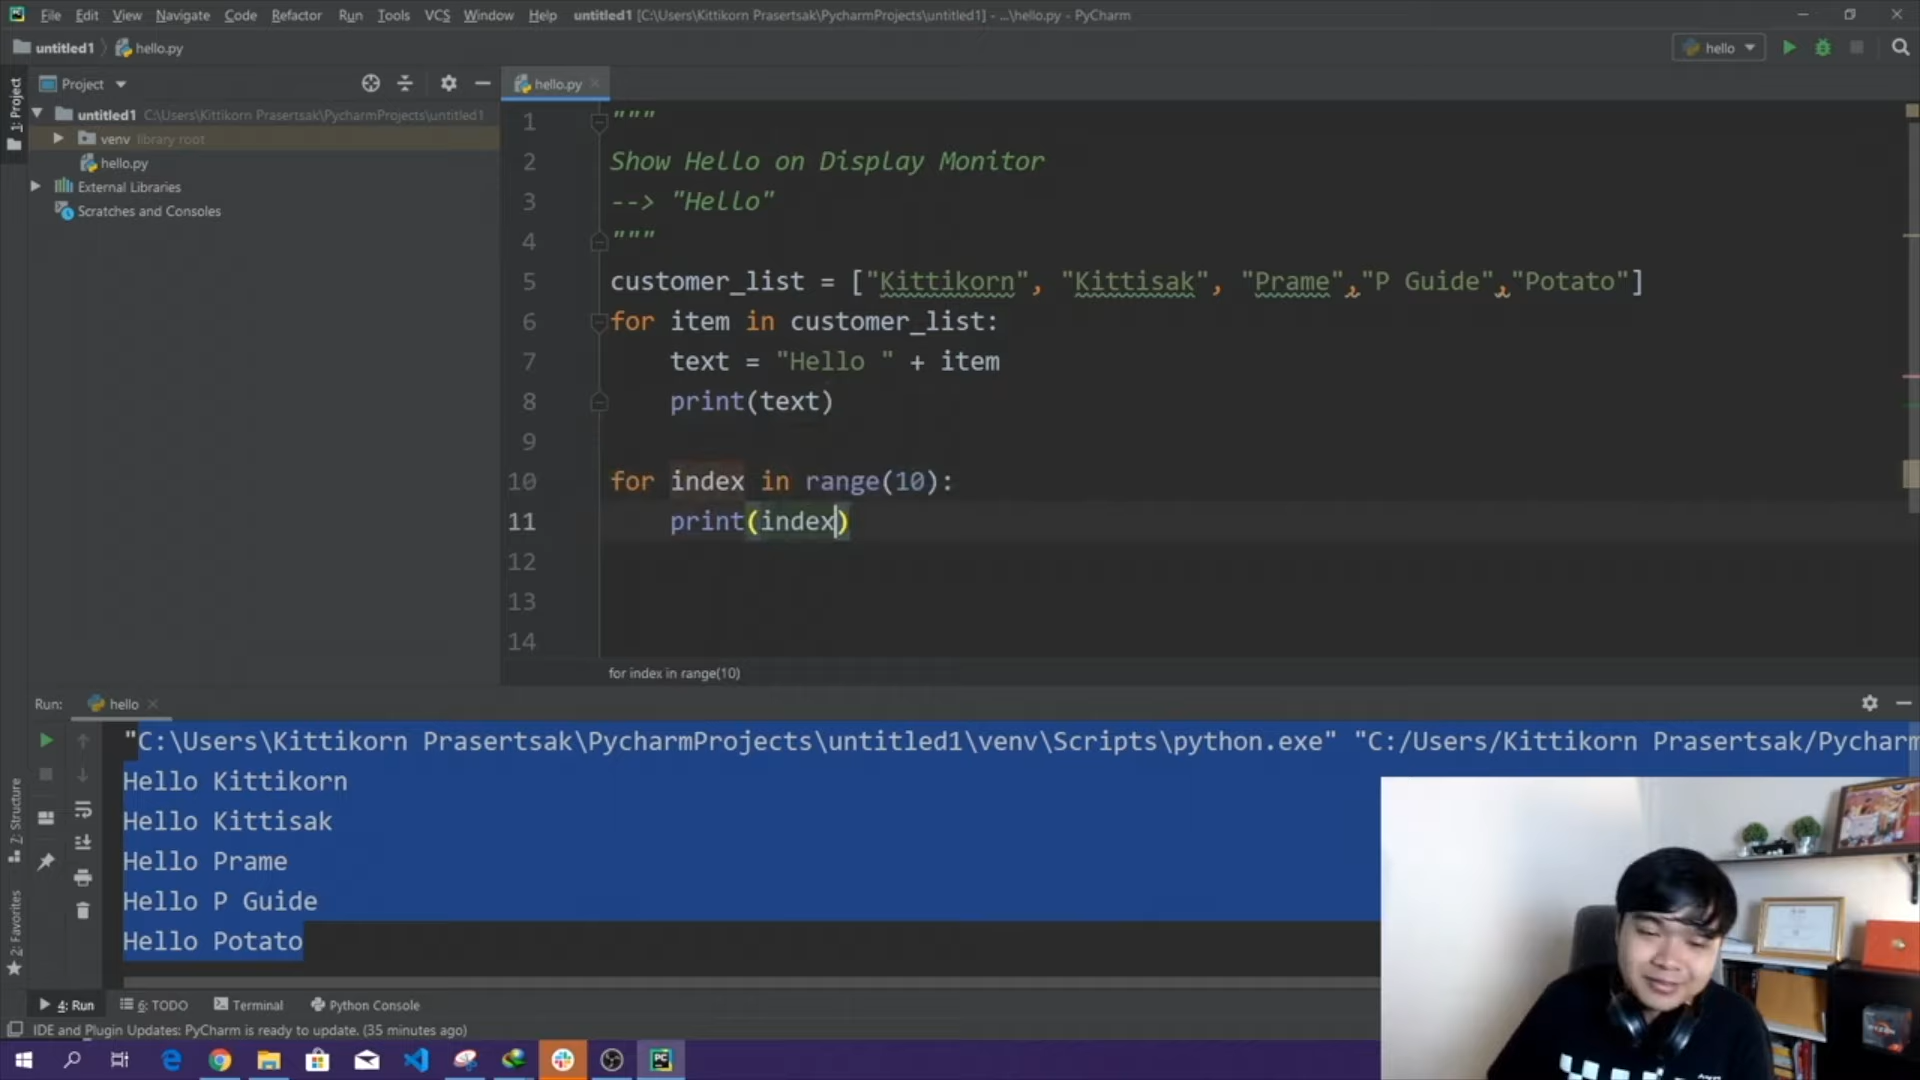 File Edit View Navigate Code Refactor Run Tools VCS Window Help untitled1 [C:\Users\Kittikorn Prasertsak\PycharmProjects\untitled1] - ...\hello.py - PyCharm
untitled1 hello.py
hello
1: Project
Project
hello.py
untitled1 C:\Users\Kittikorn Prasertsak\PycharmProjects\untitled1
venv library root
hello.py
External Libraries
Scratches and Consoles
1 """
2 Show Hello on Display Monitor
3 --> "Hello"
4 """
5 customer_list = ["Kittikorn", "Kittisak", "Prame","P Guide","Potato"]
6 for item in customer_list:
7 text = "Hello " + item
8 print(text)
9
10 for index in range(10):
11 print(index)
12
13
14
for index in range(10)
Run: hello
"C:\Users\Kittikorn Prasertsak\PycharmProjects\untitled1\venv\Scripts\python.exe" "C:/Users/Kittikorn Prasertsak/Pycharm
Hello Kittikorn
Hello Kittisak
Hello Prame
Hello P Guide
Hello Potato
7: Structure
2: Favorites
4: Run 6: TODO Terminal Python Console
IDE and Plugin Updates: PyCharm is ready to update. (35 minutes ago)